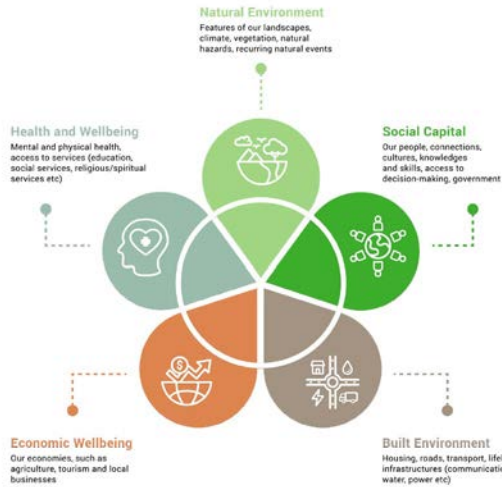 Natural Environment
Features of our landscapes,
climate, vegetation, natural
hazards, recurring natural events
Health and Wellbeing
Mental and physical health,
access to services (education,
social services, religious/spiritual
services etc)
Social Capital
Our people, connections,
cultures, knowledges
and skills, access to
decision-making, government
$
Economic Wellbeing
Our economies, such as
agriculture, tourism and local
businesses
Built Environment
Housing, roads, transport,
infrastructures
water, power etc)